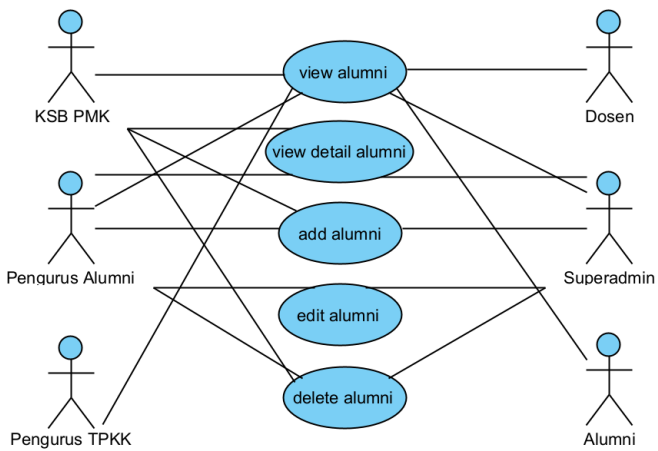 view alumni
KSB PMK
Dosen
view detail alumni
add alumni
Pengurus Alumni
Superadmin
edit alumni
delete alumni
Pengurus TPKK
Alumni